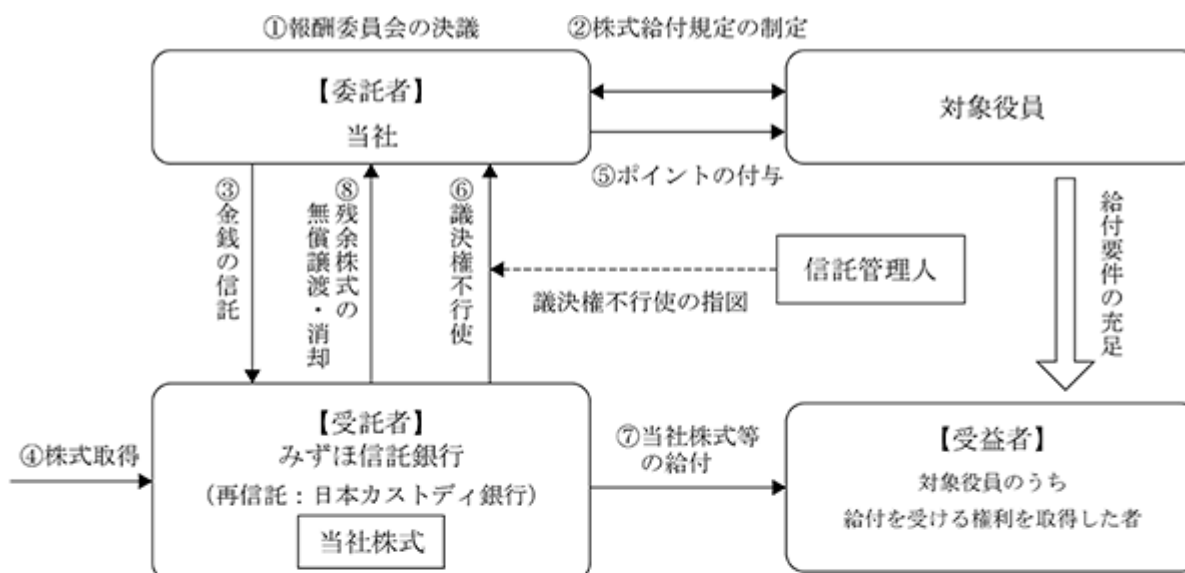 ①報酬委員会の決議
②株式給付規定の制定
【委託者】
当社
対象役員
⑤ポイントの付与
③金銭の信託
⑧残余株式の
無償譲渡・消却
⑥議決権不行使
信託管理人
議決権不行使の指図
給付要件の充足
④株式取得
【受託者】
みずほ信託銀行
(再信託:日本カストディ銀行)
当社株式
⑦当社株式等
の給付
【受益者】
対象役員のうち
給付を受ける権利を取得した者